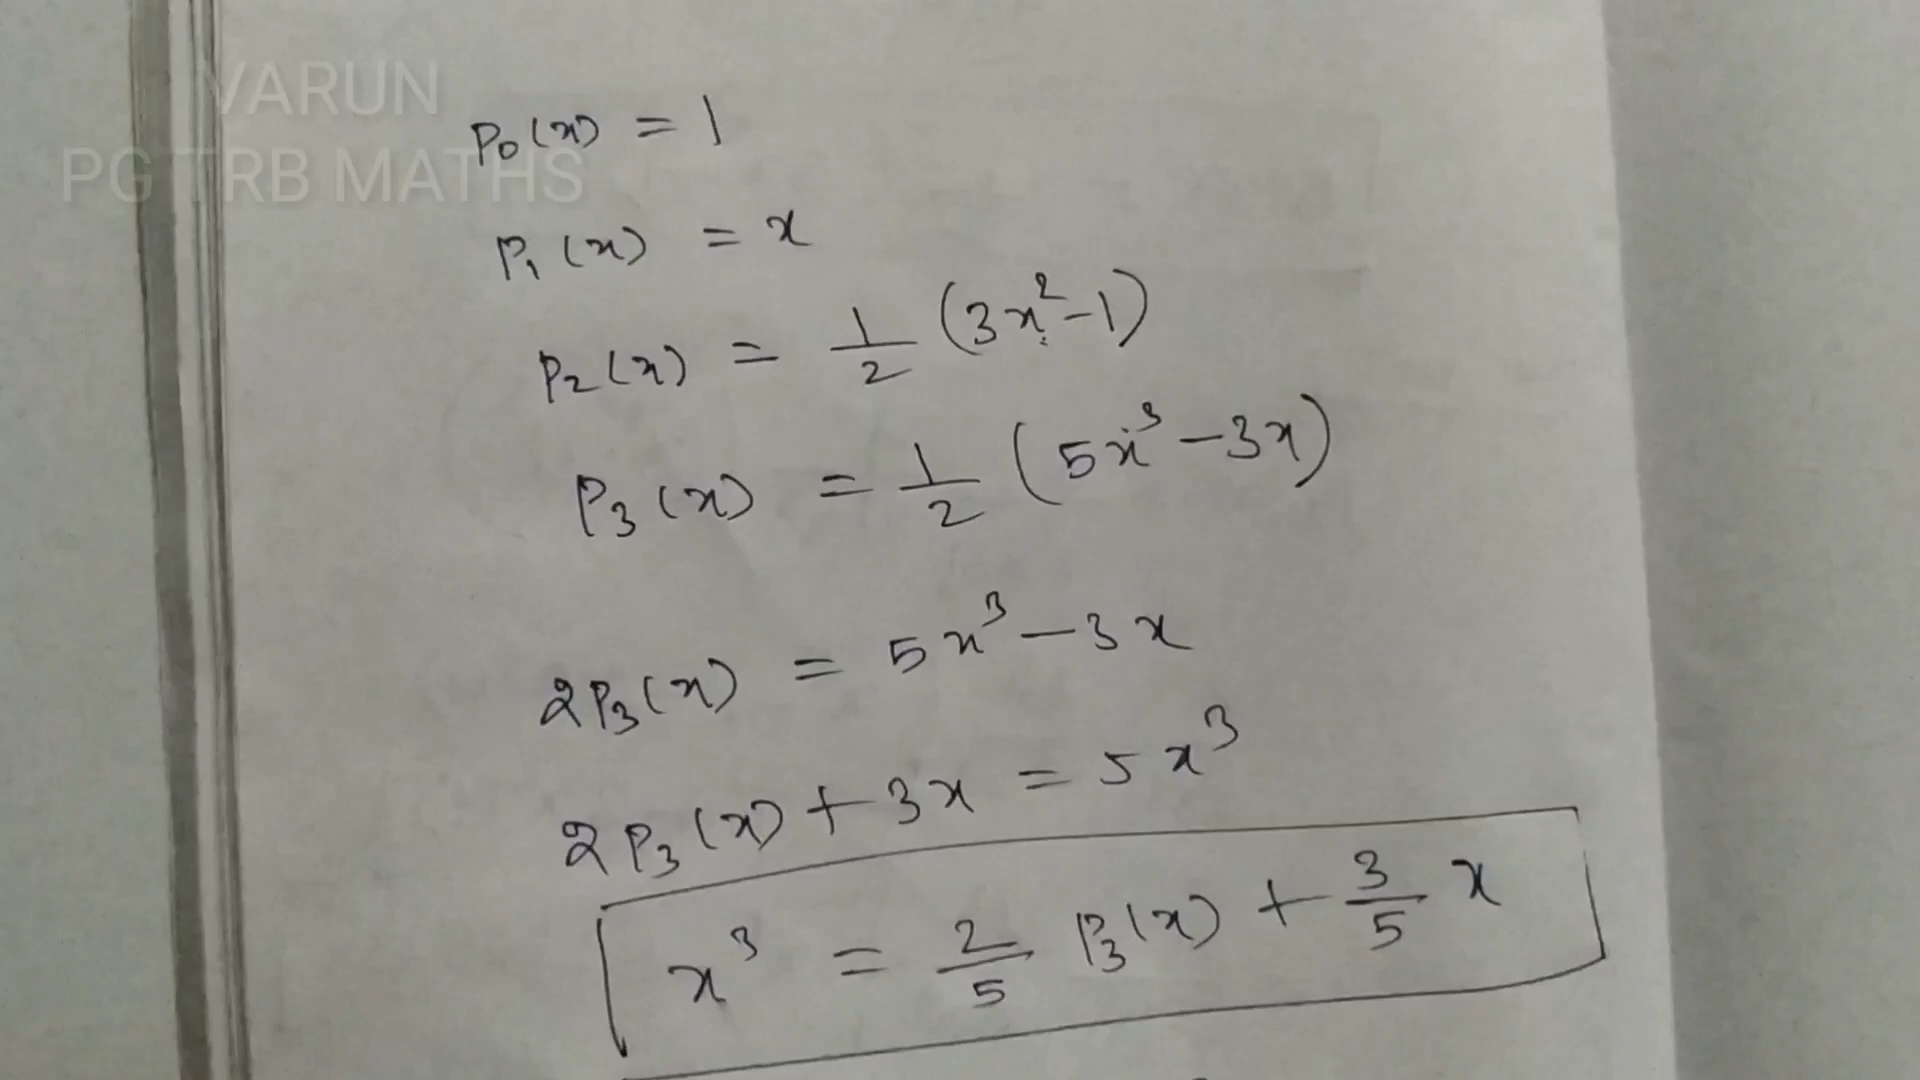 VARUN
PG TRB MATHS
P₀(x) = 1
P₁(x) = x
P₂(x) = 1/2 (3x² - 1)
P₃(x) = 1/2 (5x³ - 3x)
2P₃(x) = 5x³ - 3x
2P₃(x) + 3x = 5x³
x³ = 2/5 P₃(x) + 3/5 x